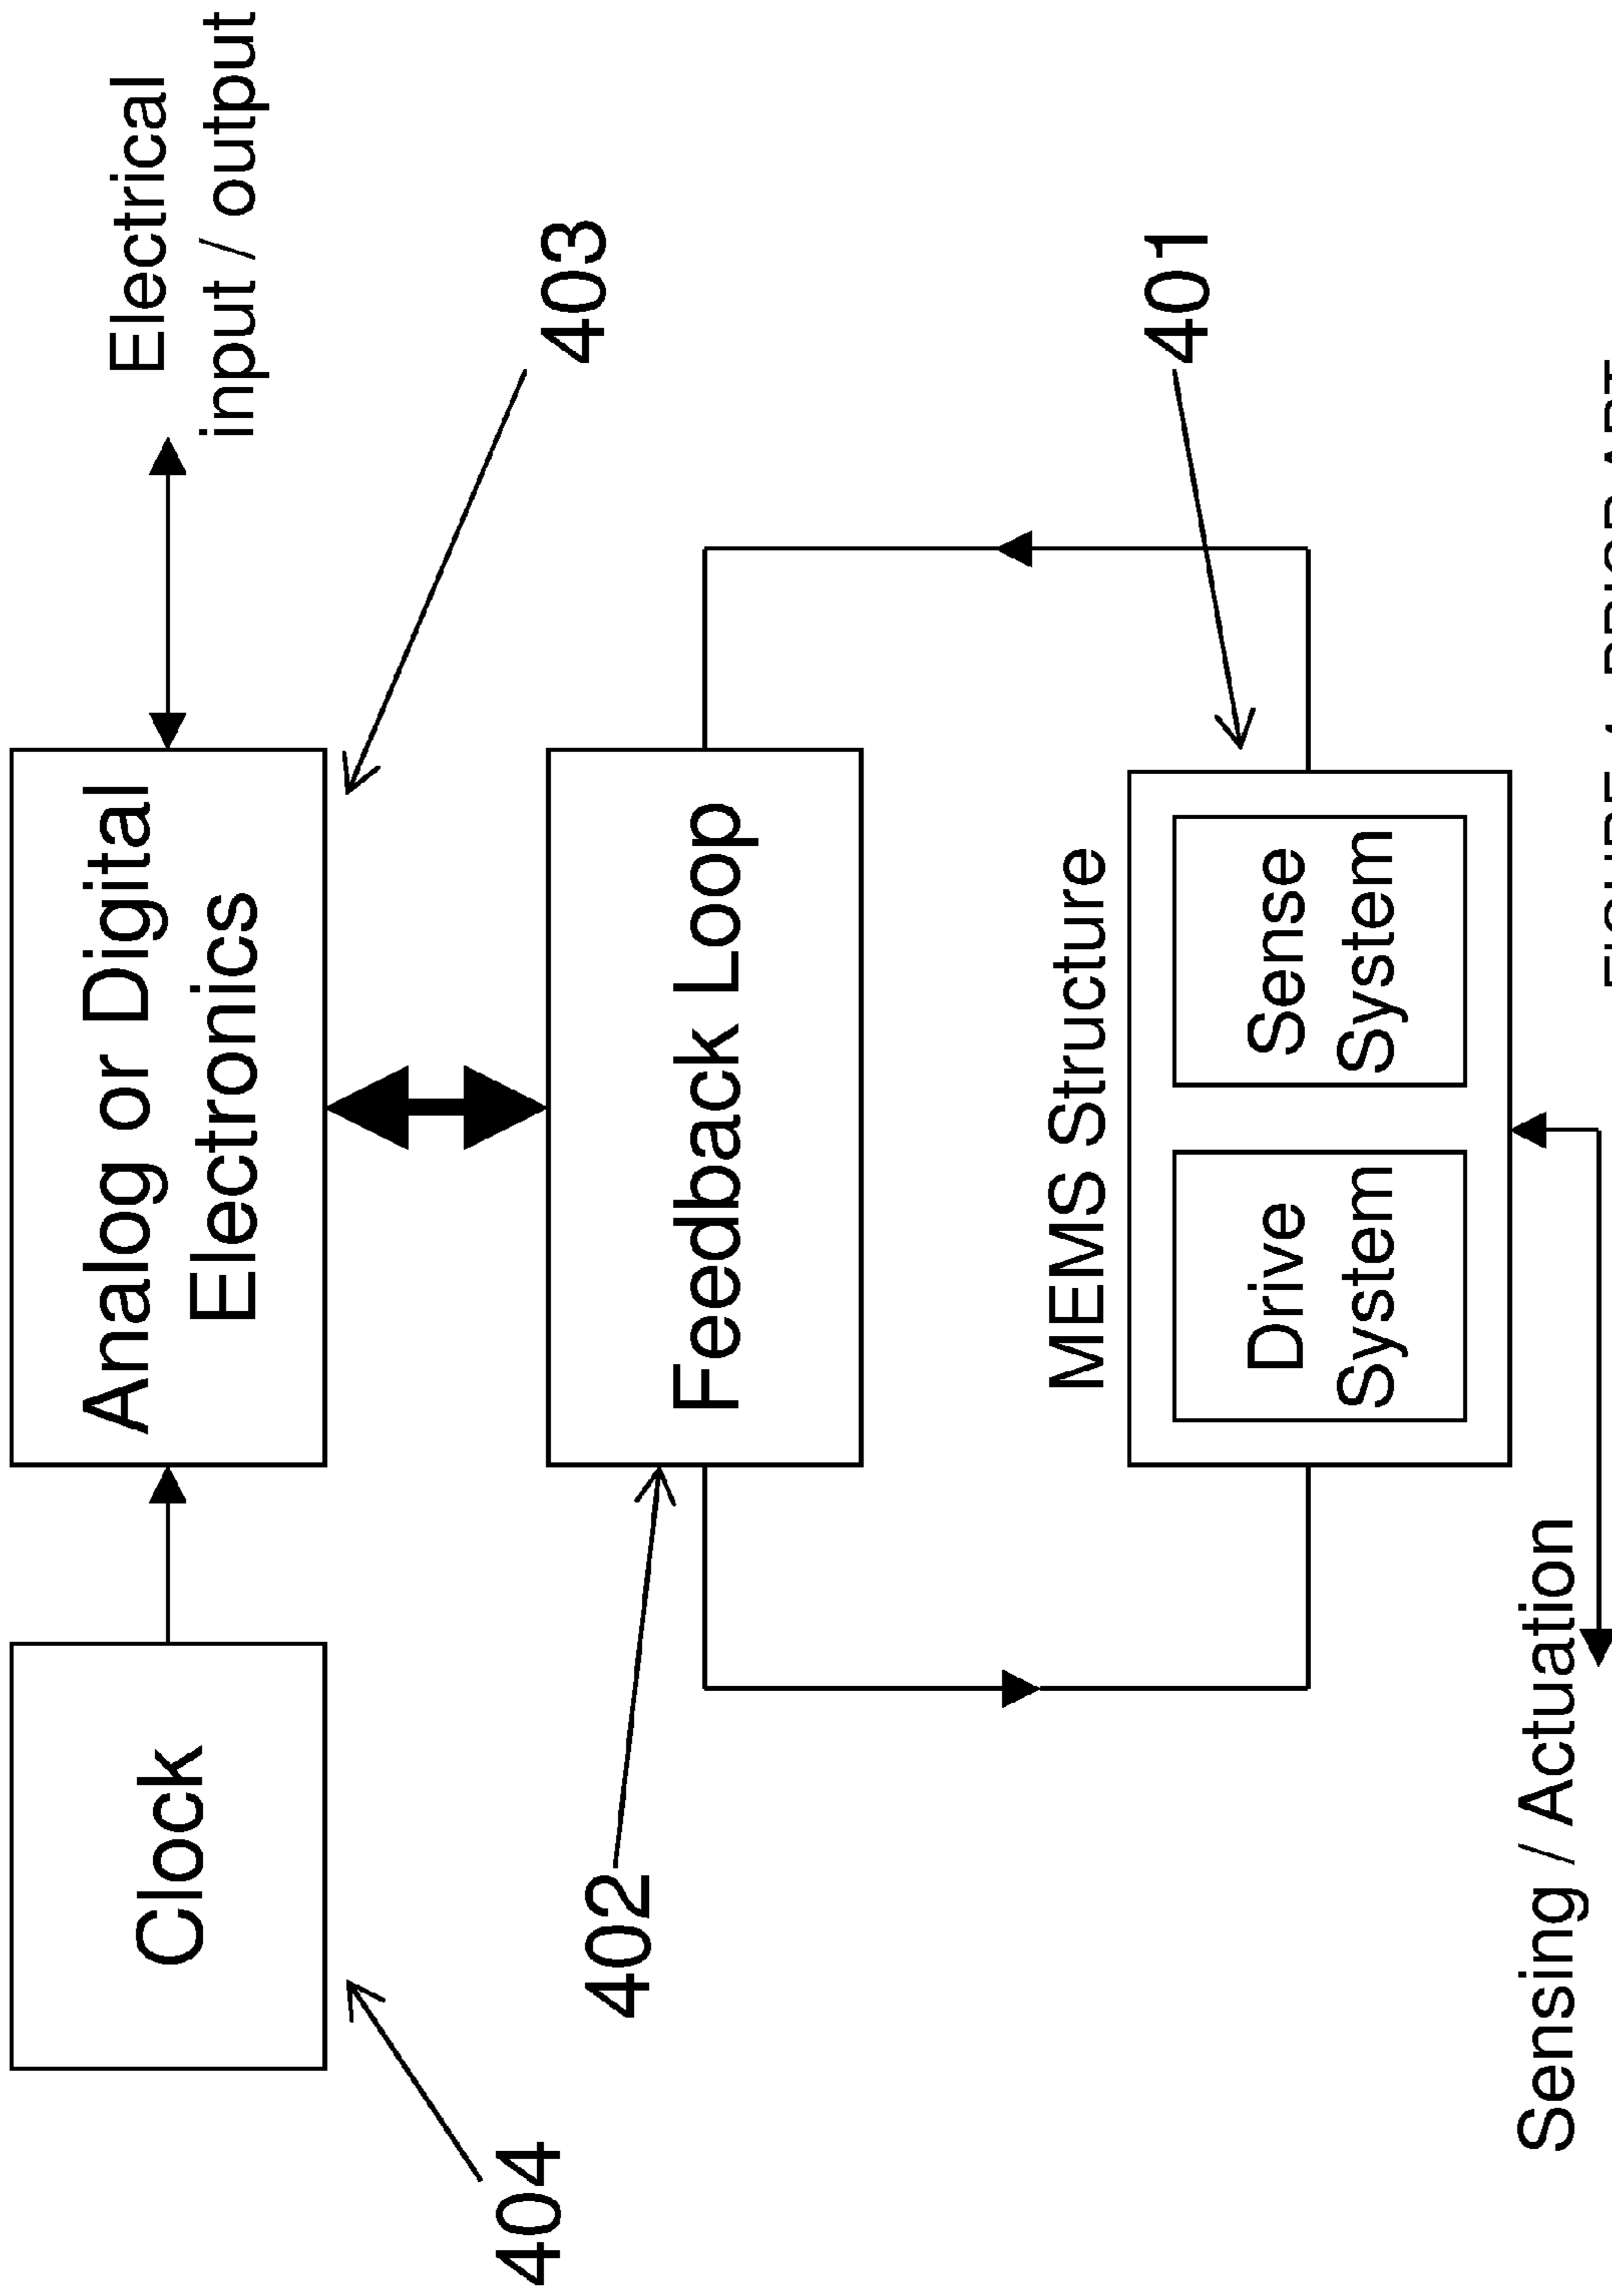 Clock
Analog or Digital
Electronics
Electrical
input / output
404
403
402
Feedback Loop
MEMS Structure
401
Drive
System
Sense
System
Sensing / Actuation